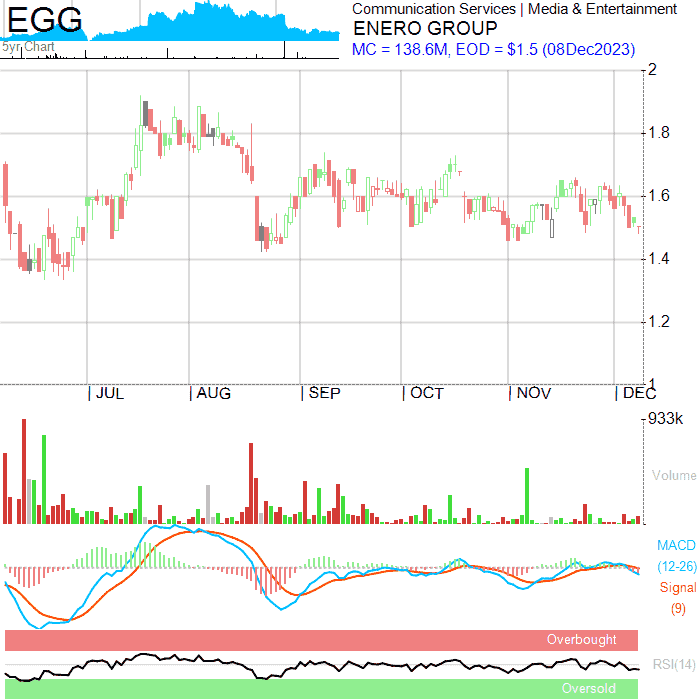 EGG
5yr Chart
Communication Services | Media & Entertainment
ENERO GROUP
MC = 138.6M, EOD = $1.5 (08Dec2023)
2
1.8
1.6
1.4
1.2
1
JUL
AUG
SEP
OCT
NOV
DEC
933k
Volume
MACD
(12-26)
Signal
(9)
Overbought
RSI(14)
Oversold